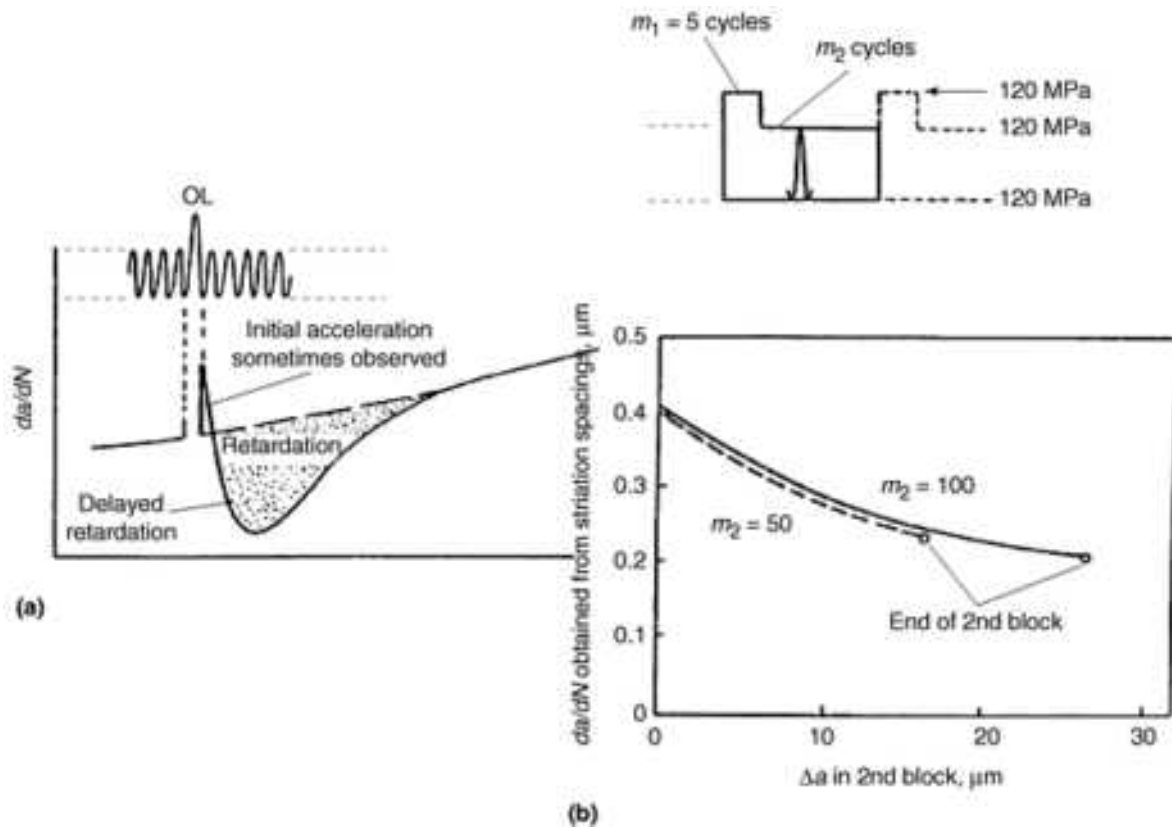 OL
Initial acceleration
sometimes observed
Retardation
Delayed
retardation
da/dN
(a)
m1 = 5 cycles
m2 cycles
120 MPa
120 MPa
120 MPa
0.5
0.4
0.3
0.2
0.1
0
da/dN obtained from striation spacings, μm
m2 = 100
m2 = 50
End of 2nd block
0
10
20
30
Δa in 2nd block, μm
(b)